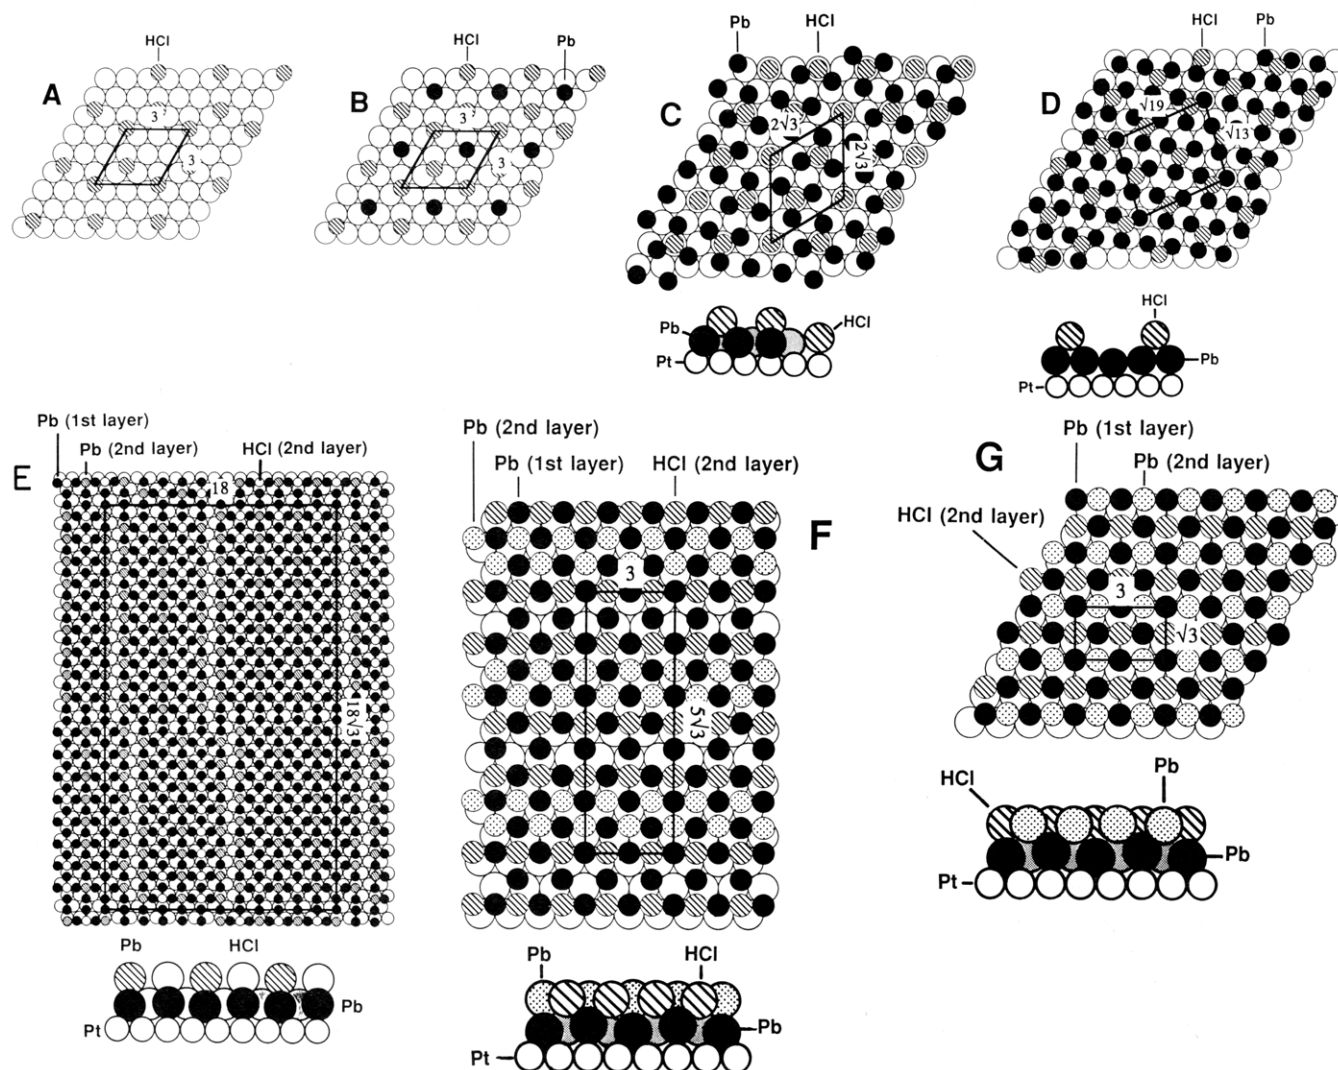 A
HCl
3
3
B
HCl
Pb
3
3
C
Pb
HCl
2√3
2√3
Pb
HCl
Pt
D
HCl
Pb
√19
√13
HCl
Pb
Pt
E
Pb (1st layer)
Pb (2nd layer)
HCl (2nd layer)
18
18√3
Pb
HCl
Pb
Pt
F
Pb (2nd layer)
Pb (1st layer)
HCl (2nd layer)
3
5√3
Pb
HCl
Pb
Pt
G
Pb (1st layer)
Pb (2nd layer)
HCl (2nd layer)
3
√3
HCl
Pb
Pb
Pt